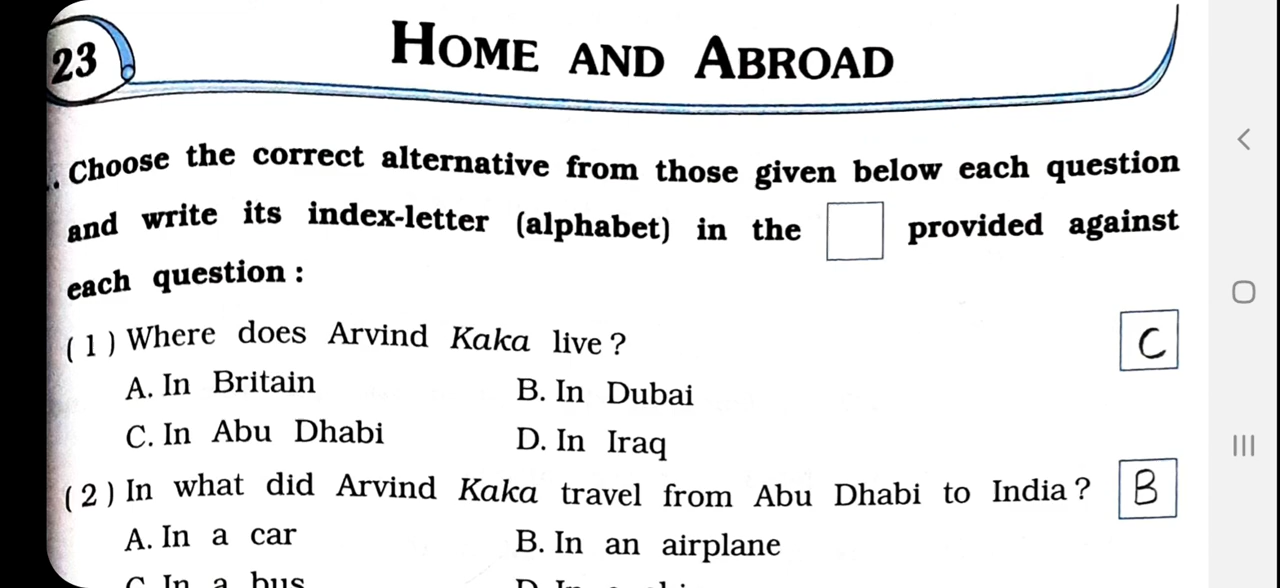 23
HOME AND ABROAD
. Choose the correct alternative from those given below each question
and write its index-letter (alphabet) in the provided against
each question :
( 1 ) Where does Arvind Kaka live ? C
A. In Britain B. In Dubai
C. In Abu Dhabi D. In Iraq
( 2 ) In what did Arvind Kaka travel from Abu Dhabi to India ? B
A. In a car B. In an airplane
C. In a bus D. In a